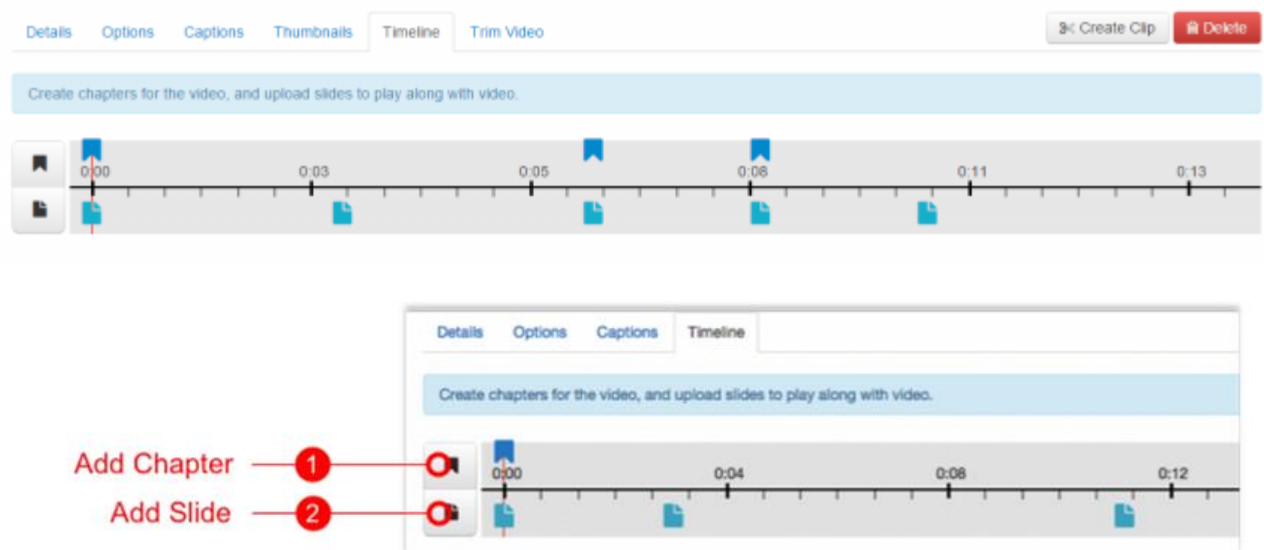 Details Options Captions Thumbnails Timeline Trim Video Create Clip Delete
Create chapters for the video, and upload slides to play along with video.
0:00 0:03 0:05 0:08 0:11 0:13
Details Options Captions Timeline
Create chapters for the video, and upload slides to play along with video.
Add Chapter 1
0:00 0:04 0:08 0:12
Add Slide 2